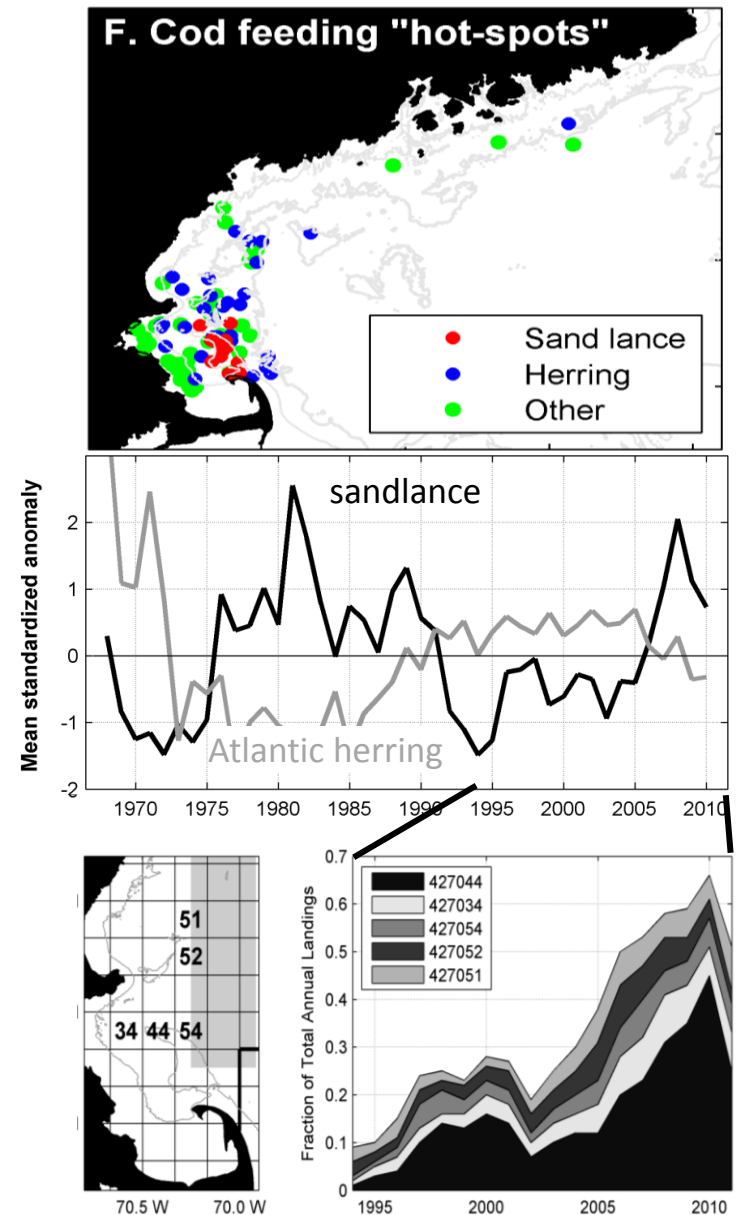 F. Cod feeding "hot-spots"
Sand lance
Herring
Other
Mean standardized anomaly
sandlance
2
1
0
-1
-2
Atlantic herring
1970 1975 1980 1985 1990 1995 2000 2005 2010
51
52
34 44 54
70.5 W 70.0 W
Fraction of Total Annual Landings
0.7
0.6
0.5
0.4
0.3
0.2
0.1
0
427044
427034
427054
427052
427051
1995 2000 2005 2010